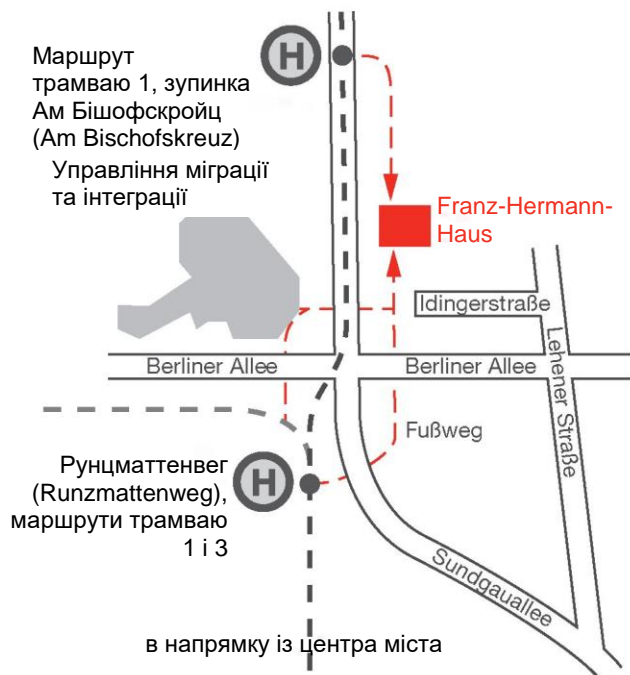 H
Маршрут
трамваю 1, зупинка
Ам Бішофскройц
(Am Bischofskreuz)
Управління міграції
та інтеграції
Franz-Hermann-
Haus
Idingerstraße
Lehener Straße
Berliner Allee
Berliner Allee
Fußweg
Рунцматтенвег
(Runzmattenweg),
маршрути трамваю
1 і 3
H
Sundgauallee
в напрямку із центра міста